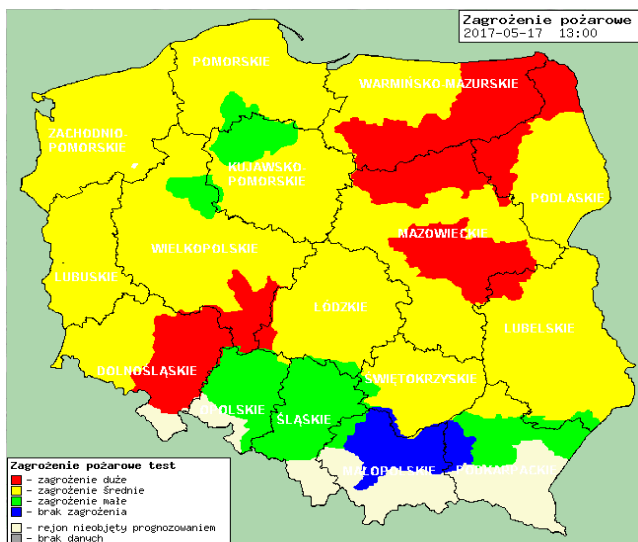 Zagrożenie pożarowe
2017-05-17 13:00
POMORSKIE
WARMIŃSKO-MAZURSKIE
ZACHODNIO-
POMORSKIE
KUJAWSKO-
POMORSKIE
PODLASKIE
MAZOWIECKIE
WIELKOPOLSKIE
LUBUSKIE
ŁÓDZKIE
LUBELSKIE
DOLNOŚLĄSKIE
ŚWIĘTOKRZYSKIE
OPOLSKIE
ŚLĄSKIE
MAŁOPOLSKIE
PODKARPACKIE
Zagrożenie pożarowe test
– zagrożenie duże
– zagrożenie średnie
– zagrożenie małe
– brak zagrożenia
– rejon nieobjęty prognozowaniem
– brak danych